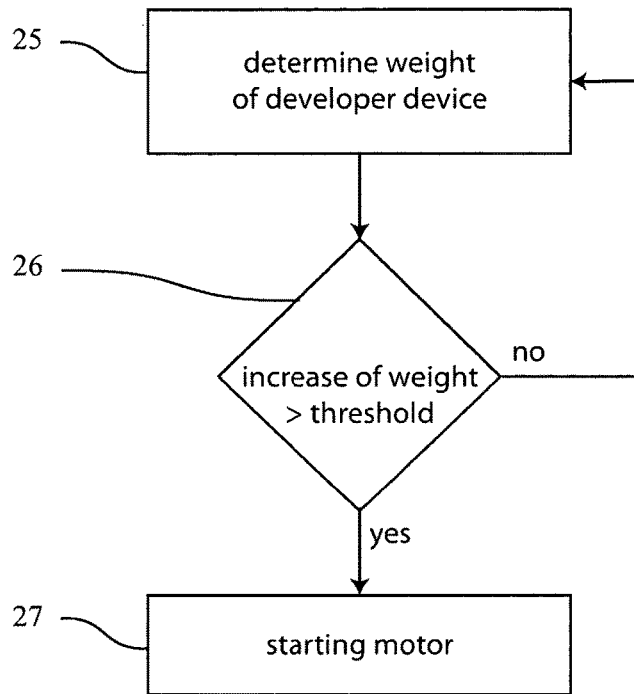 25
determine weight
of developer device
26
increase of weight
> threshold
no
yes
27
starting motor